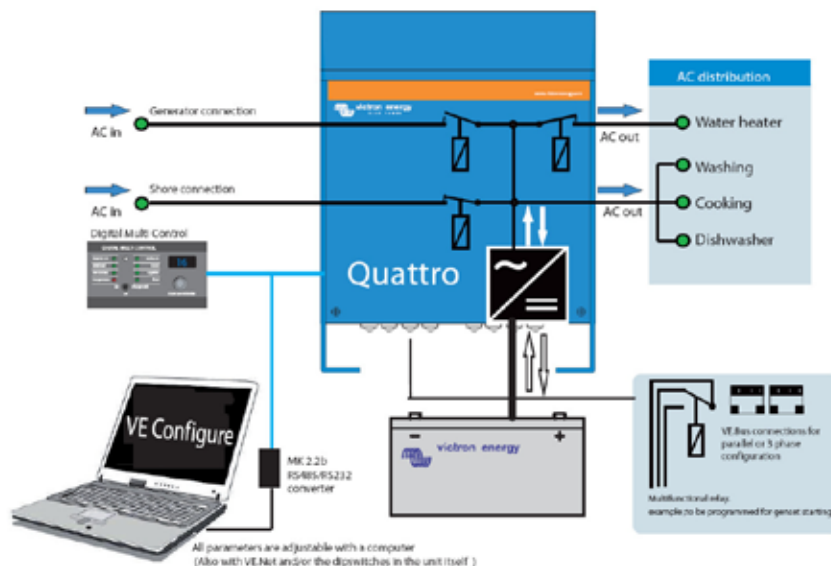 Generator connection
AC in
victron energy
AC out
AC distribution
Water heater
Washing
Cooking
Dishwasher
Shore connection
AC in
AC out
Digital Multi Control
DIGITAL MULTI CONTROL
Quattro
VE Configure
MK 2.2b
RS485/RS232
converter
- +
victron energy
VE.Bus connections for
parallel or 3 phase
configuration
Multifunctional relay:
example: to be programmed for genset starting
All parameters are adjustable with a computer
(Also with VE.Net and/or the dipswitches in the unit itself )